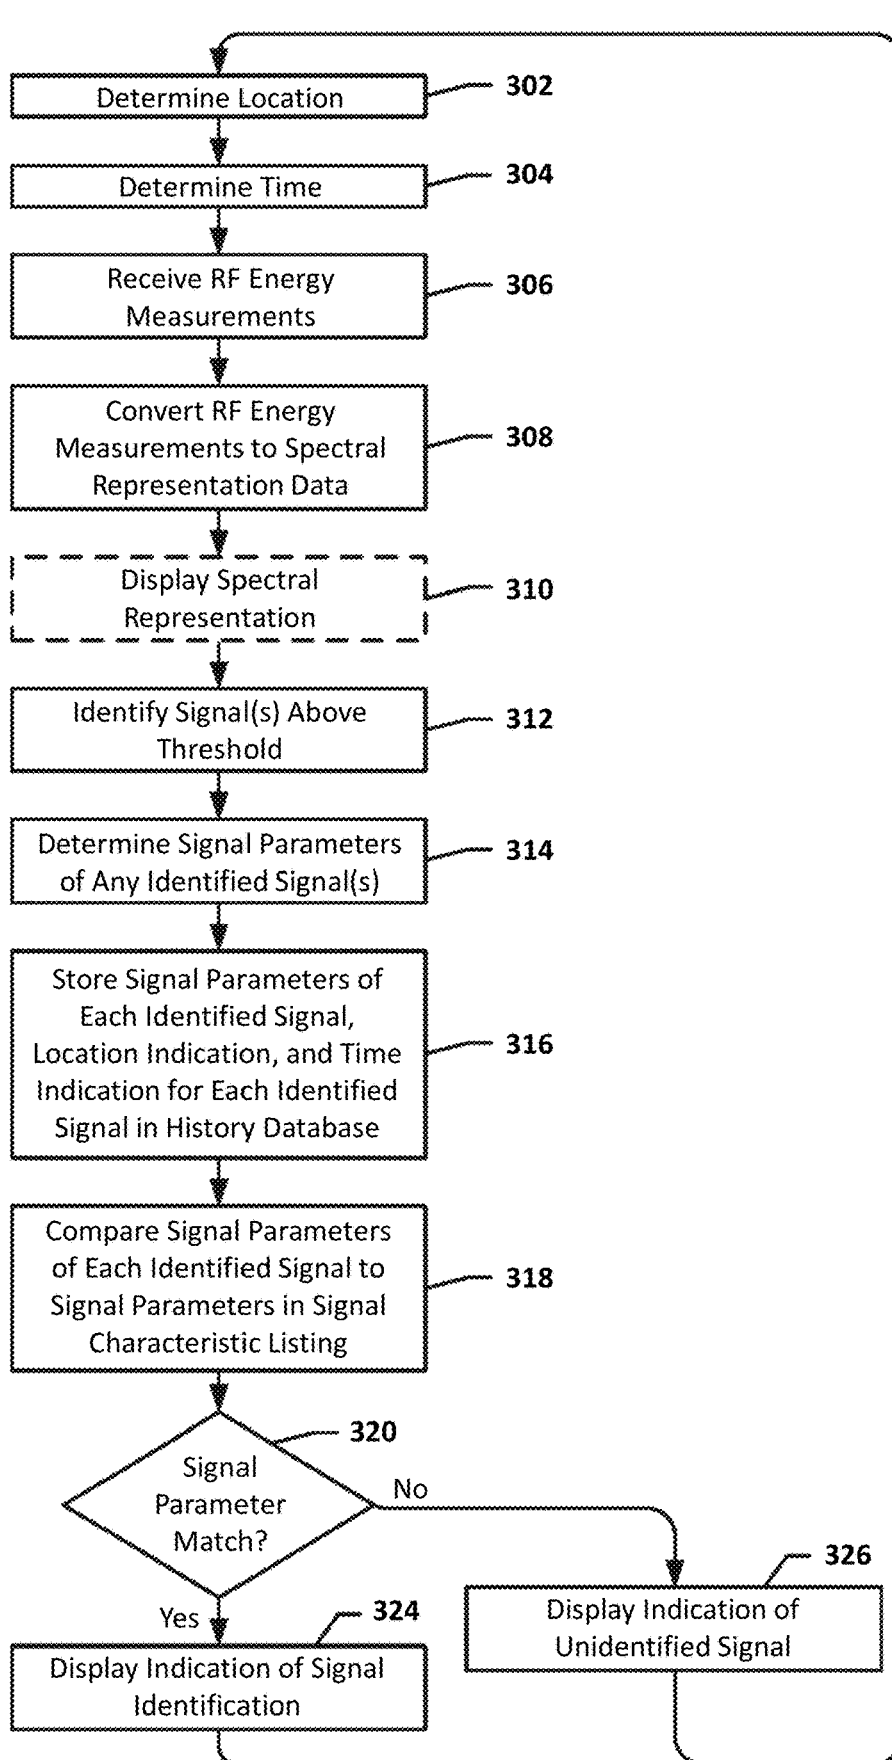 Determine Location
302
Determine Time
304
Receive RF Energy
Measurements
306
Convert RF Energy
Measurements to Spectral
Representation Data
308
Display Spectral
Representation
310
Identify Signal(s) Above
Threshold
312
Determine Signal Parameters
of Any Identified Signal(s)
314
Store Signal Parameters of
Each Identified Signal,
Location Indication, and Time
Indication for Each Identified
Signal in History Database
316
Compare Signal Parameters
of Each Identified Signal to
Signal Parameters in Signal
Characteristic Listing
318
320
Signal
Parameter
Match?
No
Yes
324
Display Indication of Signal
Identification
326
Display Indication of
Unidentified Signal